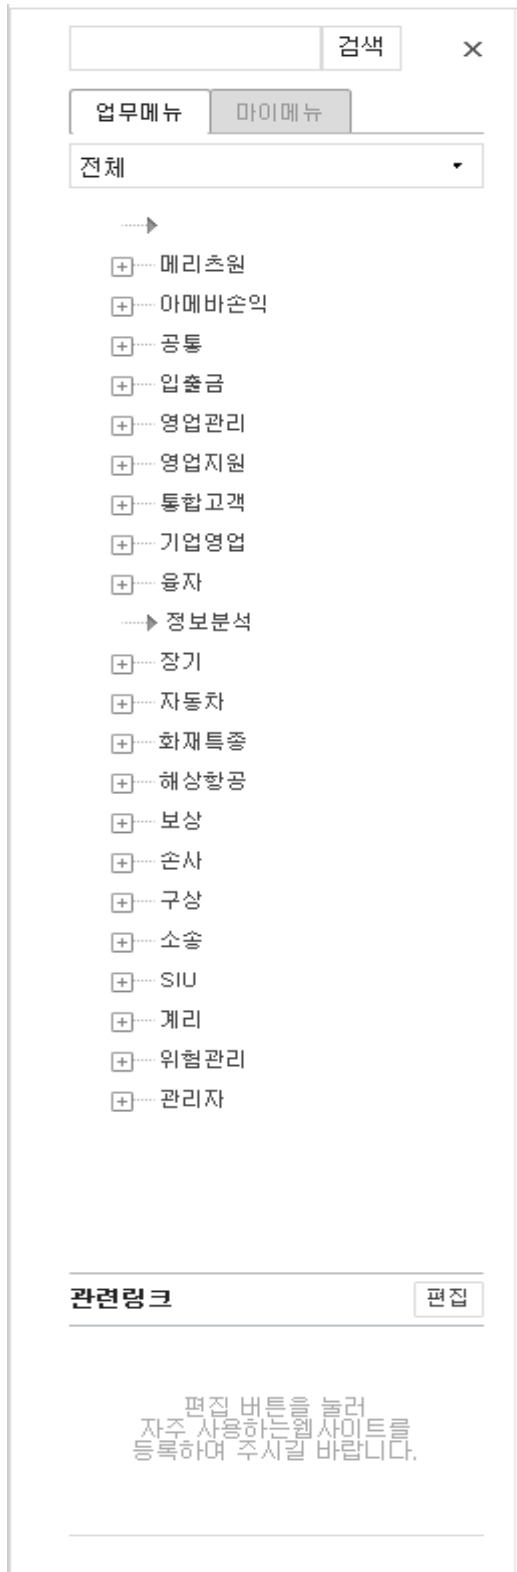 검색
업무메뉴 마이메뉴
전체
메리츠원
아메바손익
공통
입출금
영업관리
영업지원
통합고객
기업영업
융자
정보분석
장기
자동차
화재특종
해상항공
보상
손사
구상
소송
SIU
계리
위험관리
관리자
관련링크 편집
편집 버튼을 눌러
자주 사용하는웹사이트를
등록하여 주시길 바랍니다.